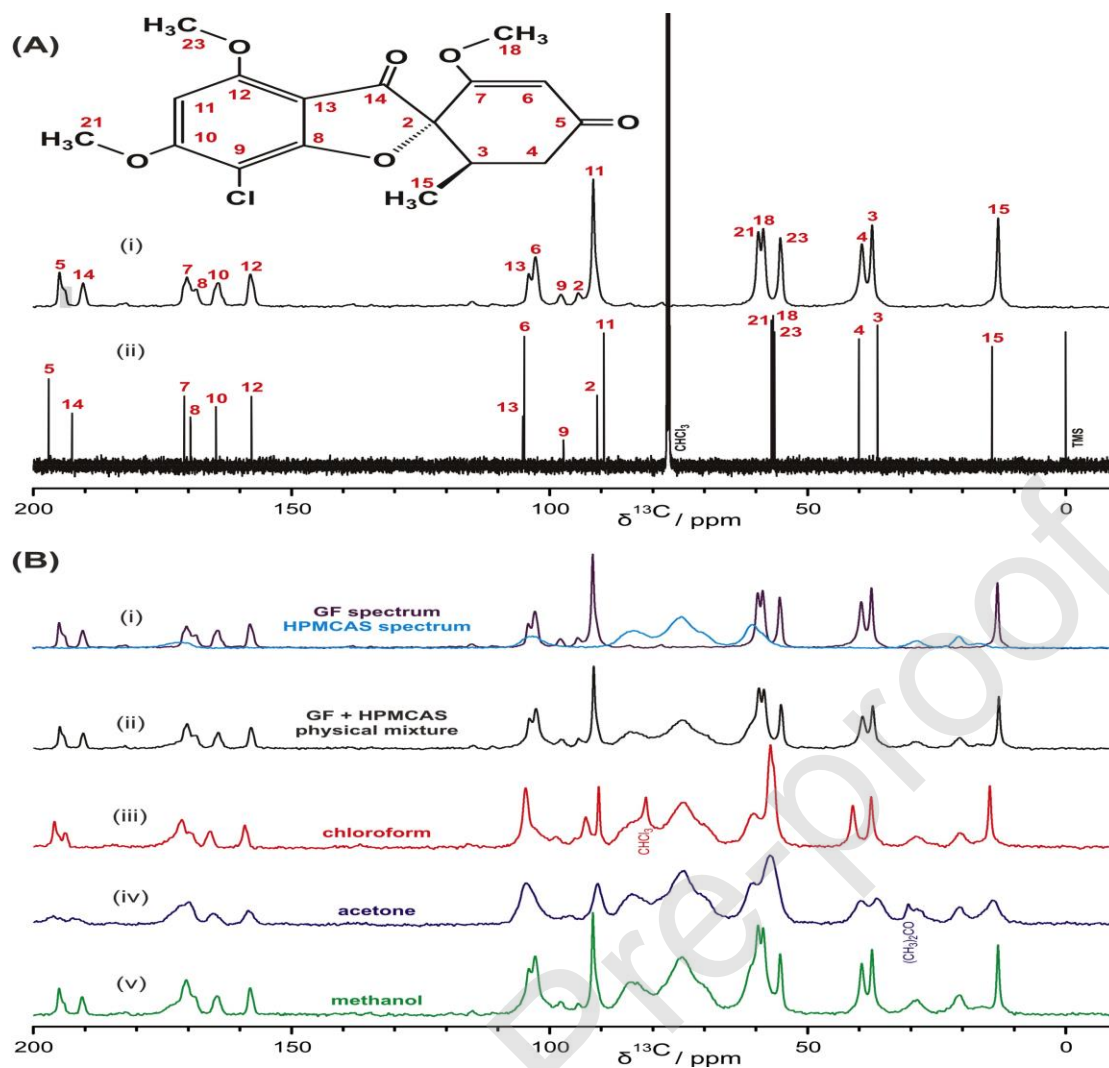 (A)
H₃C
23
O
O
O
CH₃
18
12
11
13
14
7
6
21
H₃C
10
2
5
O
O
9
8
O
3
4
Cl
H₃C
15
(i)
5
14
7
8
10
12
13
6
9
2
11
21
18
23
4
3
15
(ii)
5
14
7
8
10
12
13
6
9
2
11
CHCl₃
21
18
23
4
3
15
TMS
200
150
100
50
0
δ¹³C / ppm
(B)
(i)
GF spectrum
HPMCAS spectrum
(ii)
GF + HPMCAS
physical mixture
(iii)
chloroform
CHCl₃
(iv)
acetone
(CH₃)₂CO
(v)
methanol
200
150
100
50
0
δ¹³C / ppm
Pre-proof